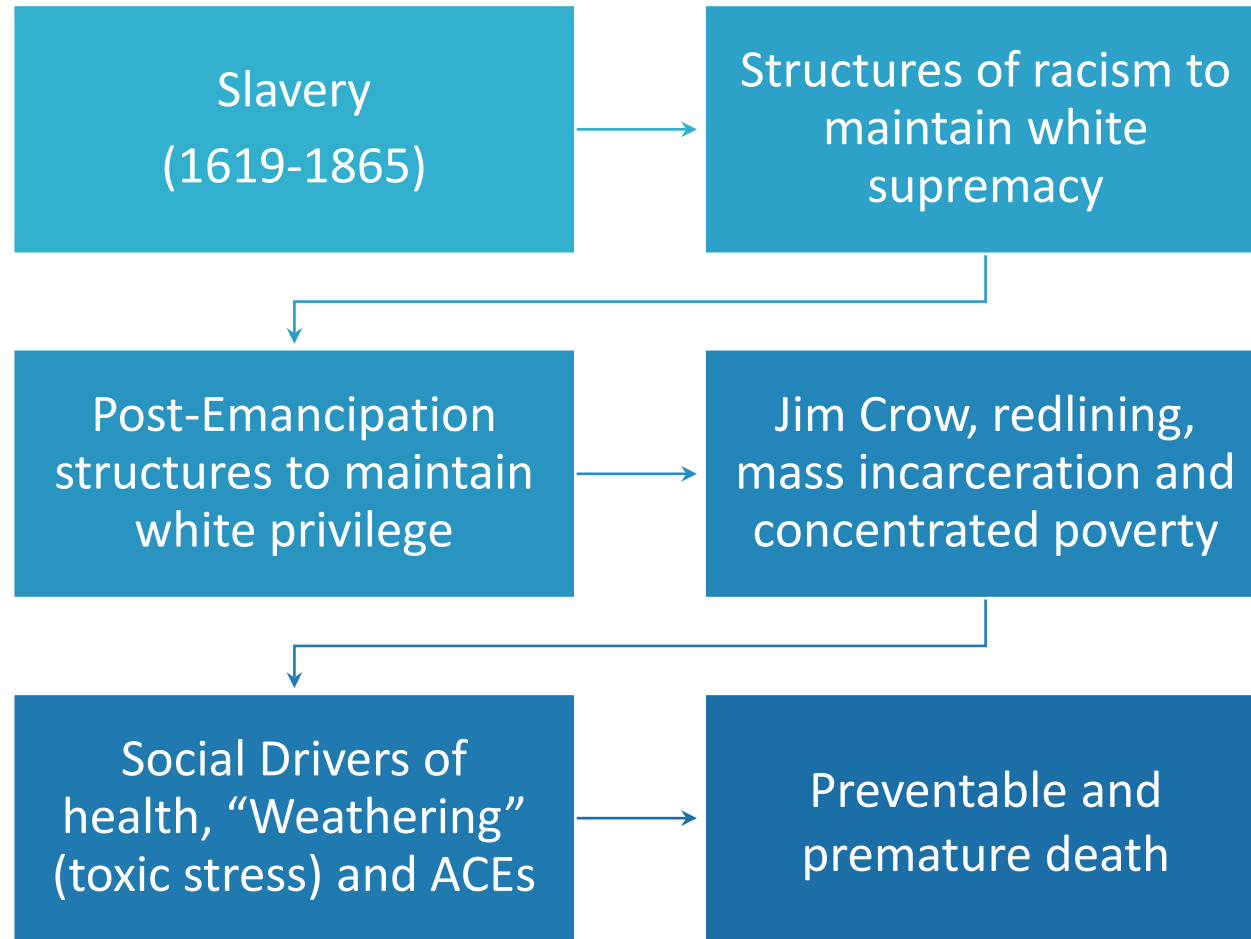 Slavery
(1619-1865)
Structures of racism to
maintain white
supremacy
Post-Emancipation
structures to maintain
white privilege
Jim Crow, redlining,
mass incarceration and
concentrated poverty
Social Drivers of
health, “Weathering”
(toxic stress) and ACEs
Preventable and
premature death